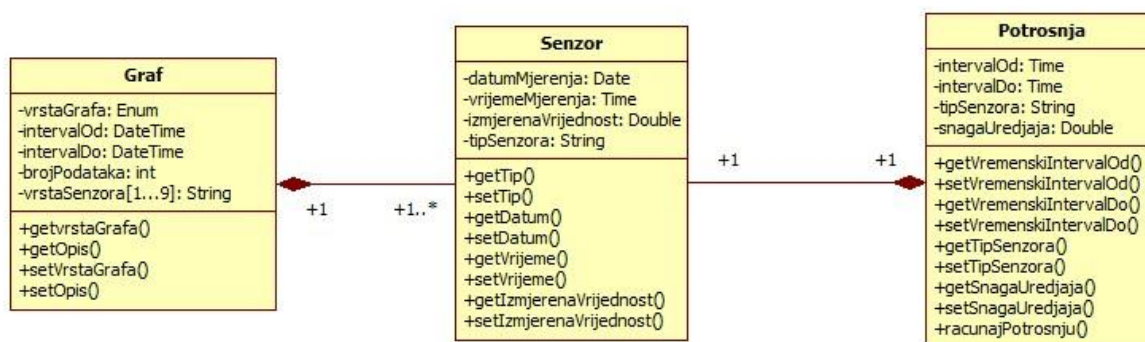 Graf
-vrstaGrafa: Enum
-intervalOd: DateTime
-intervalDo: DateTime
-brojPodataka: int
-vrstaSenzora[1...9]: String
+getvrstaGrafa()
+getOpis()
+setVrstaGrafa()
+setOpis()
+1
+1..*
Senzor
-datumMjerenja: Date
-vrijemeMjerenja: Time
-izmjerenaVrijednost: Double
-tipSenzora: String
+getTip()
+setTip()
+getDatum()
+setDatum()
+getVrijeme()
+setVrijeme()
+getIzmjerenaVrijednost()
+setIzmjerenaVrijednost()
+1
+1
Potrosnja
-intervalOd: Time
-intervalDo: Time
-tipSenzora: String
-snagaUredjaja: Double
+getVremenskiIntervalOd()
+setVremenskiIntervalOd()
+getVremenskiIntervalDo()
+setVremenskiIntervalDo()
+getTipSenzora()
+setTipSenzora()
+getSnagaUredjaja()
+setSnagaUredjaja()
+racunajPotrosnju()